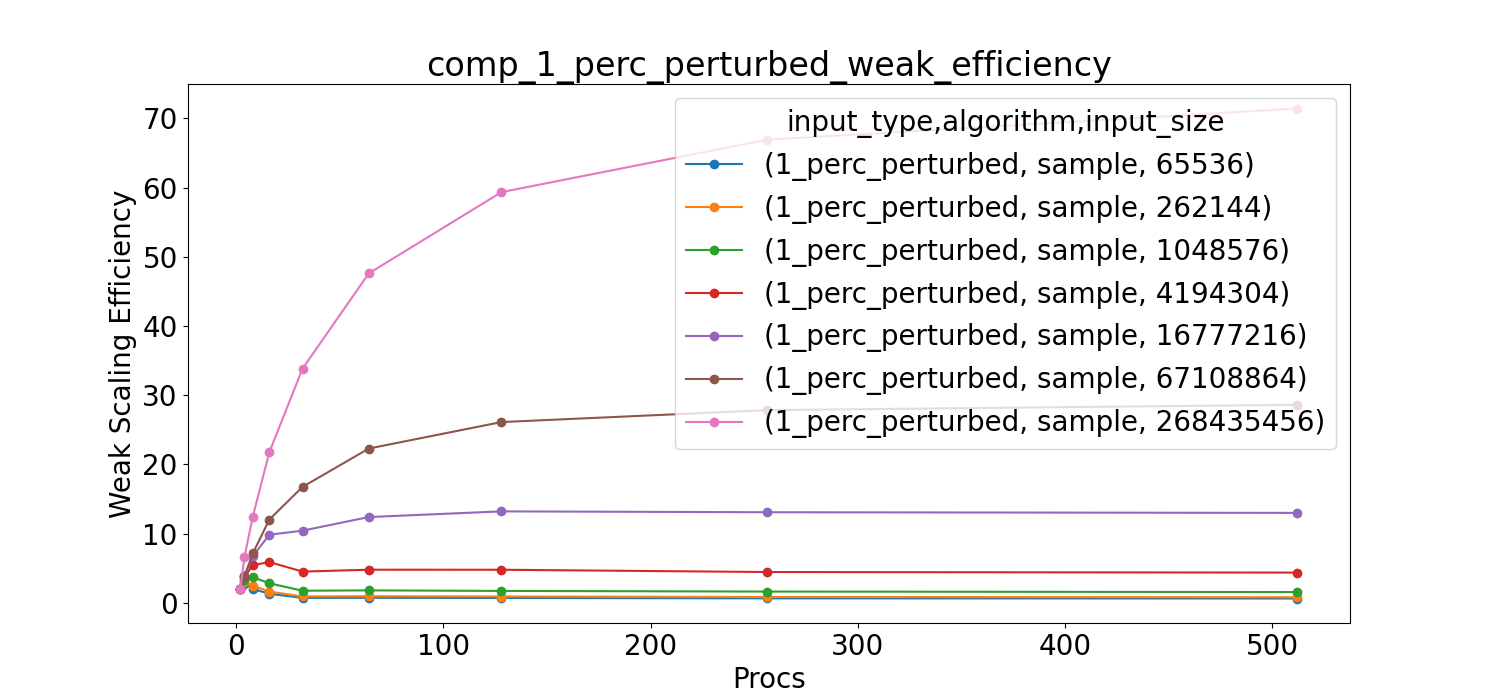 comp_1_perc_perturbed_weak_efficiency
Weak Scaling Efficiency
70
60
50
40
30
20
10
0
input_type,algorithm,input_size
(1_perc_perturbed, sample, 65536)
(1_perc_perturbed, sample, 262144)
(1_perc_perturbed, sample, 1048576)
(1_perc_perturbed, sample, 4194304)
(1_perc_perturbed, sample, 16777216)
(1_perc_perturbed, sample, 67108864)
(1_perc_perturbed, sample, 268435456)
0 100 200 300 400 500
Procs